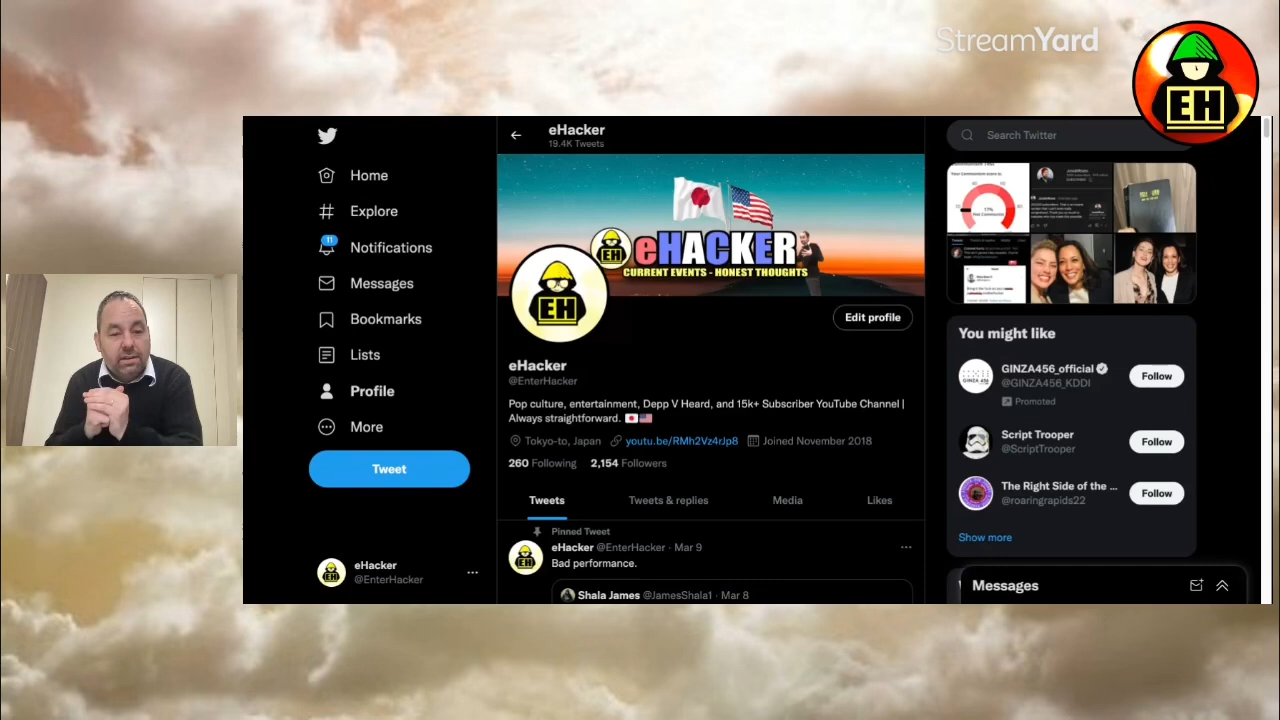 StreamYard
EH
Home
Explore
11
Notifications
Messages
Bookmarks
Lists
Profile
More
Tweet
eHacker
@EnterHacker
eHacker
19.4K Tweets
eHACKER
CURRENT EVENTS - HONEST THOUGHTS
EH
EH
Edit profile
eHacker
@EnterHacker
Pop culture, entertainment, Depp V Heard, and 15k+ Subscriber YouTube Channel |
Always straightforward. 🇯🇵🇺🇸
Tokyo-to, Japan youtu.be/RMh2Vz4rJp8 Joined November 2018
260 Following 2,154 Followers
Tweets Tweets & replies Media Likes
Pinned Tweet
eHacker @EnterHacker · Mar 9
Bad performance.
Shala James @JamesShala1 · Mar 8
Search Twitter
17%
You might like
GINZA456_official
@GINZA456_KDDI
Promoted
Follow
Script Trooper
@ScriptTrooper
Follow
The Right Side of the ...
@roaringrapids22
Follow
Show more
Messages